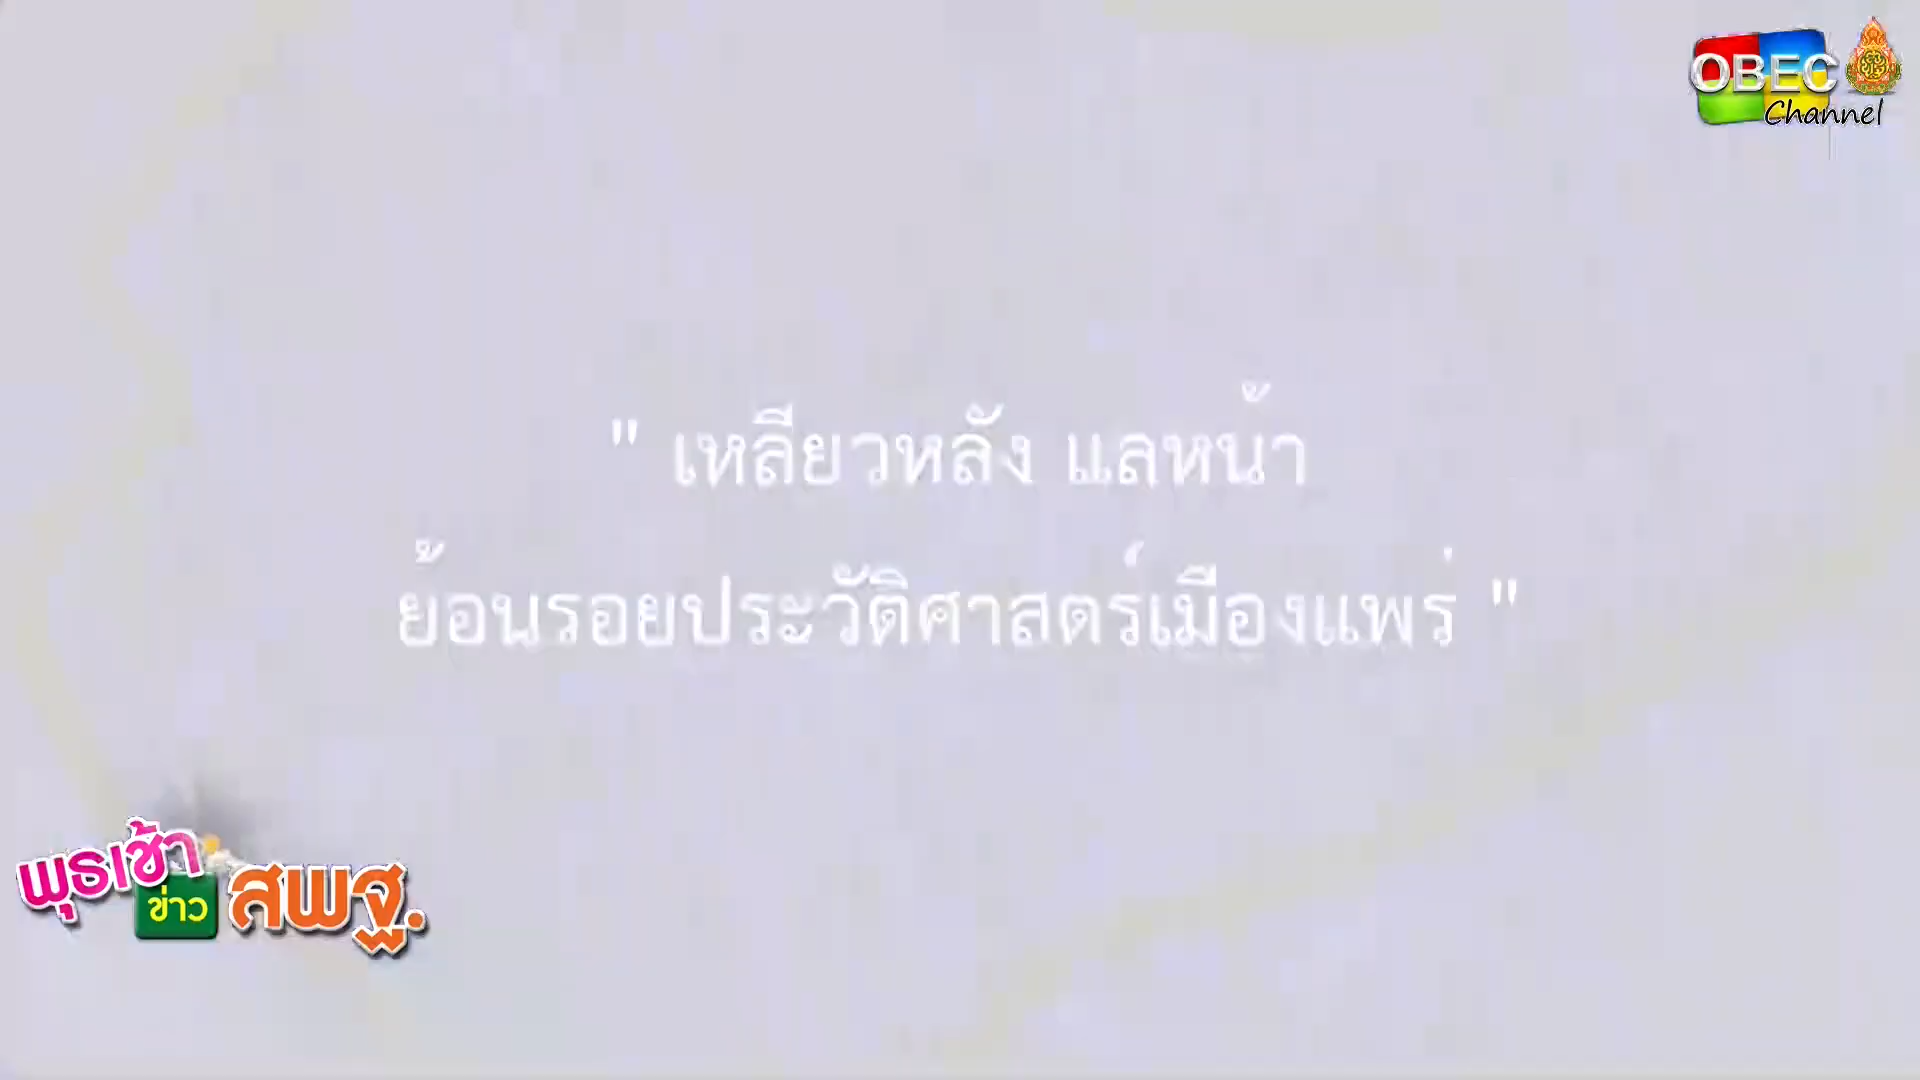 OBEC
Channel
" เหลียวหลัง แลหน้า
ย้อนรอยประวัติศาสตร์เมืองแพร่ "
พุธเช้า
ข่าว สพฐ.